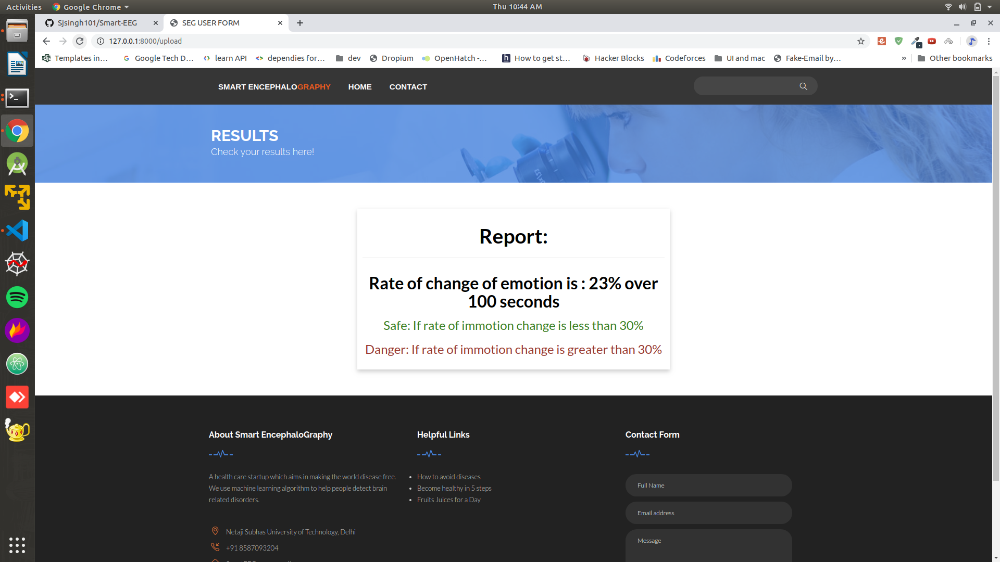 Activities
Google Chrome
Thu 10:44 AM
Sjsingh101/Smart-EEG
SEG USER FORM
127.0.0.1:8000/upload
Templates in…
Google Tech D…
learn API
dependies for…
dev
Dropium
OpenHatch -…
How to get st…
Hacker Blocks
Codeforces
UI and mac
Fake-Email by…
»
Other bookmarks
SMART ENCEPHALOGRAPHY
HOME
CONTACT
RESULTS
Check your results here!
Report:
Rate of change of emotion is : 23% over
100 seconds
Safe: If rate of immotion change is less than 30%
Danger: If rate of immotion change is greater than 30%
About Smart EncephaloGraphy
A health care startup which aims in making the world disease free.
We use machine learning algorithm to help people detect brain
related disorders.
Netaji Subhas University of Technology, Delhi
+91 8587093204
Helpful Links
How to avoid diseases
Become healthy in 5 steps
Fruits Juices for a Day
Contact Form
Full Name
Email address
Message